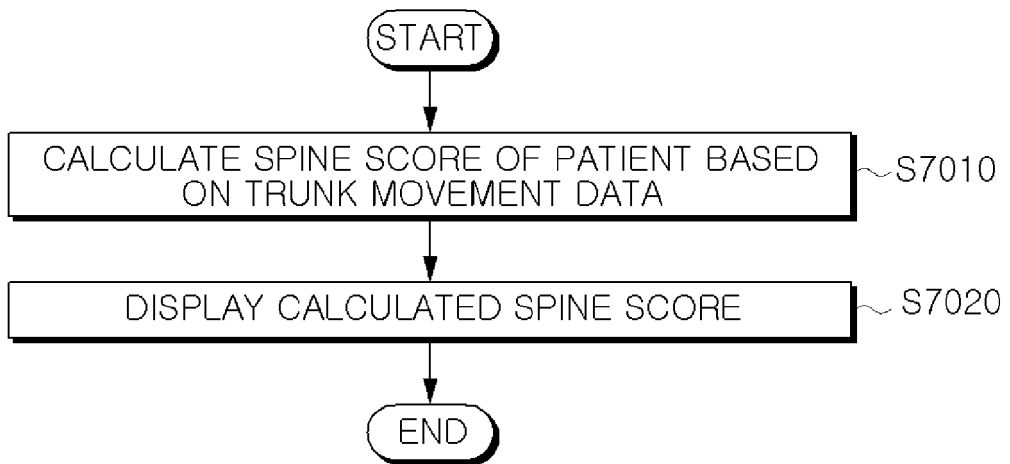 START
CALCULATE SPINE SCORE OF PATIENT BASED
ON TRUNK MOVEMENT DATA
S7010
DISPLAY CALCULATED SPINE SCORE
S7020
END